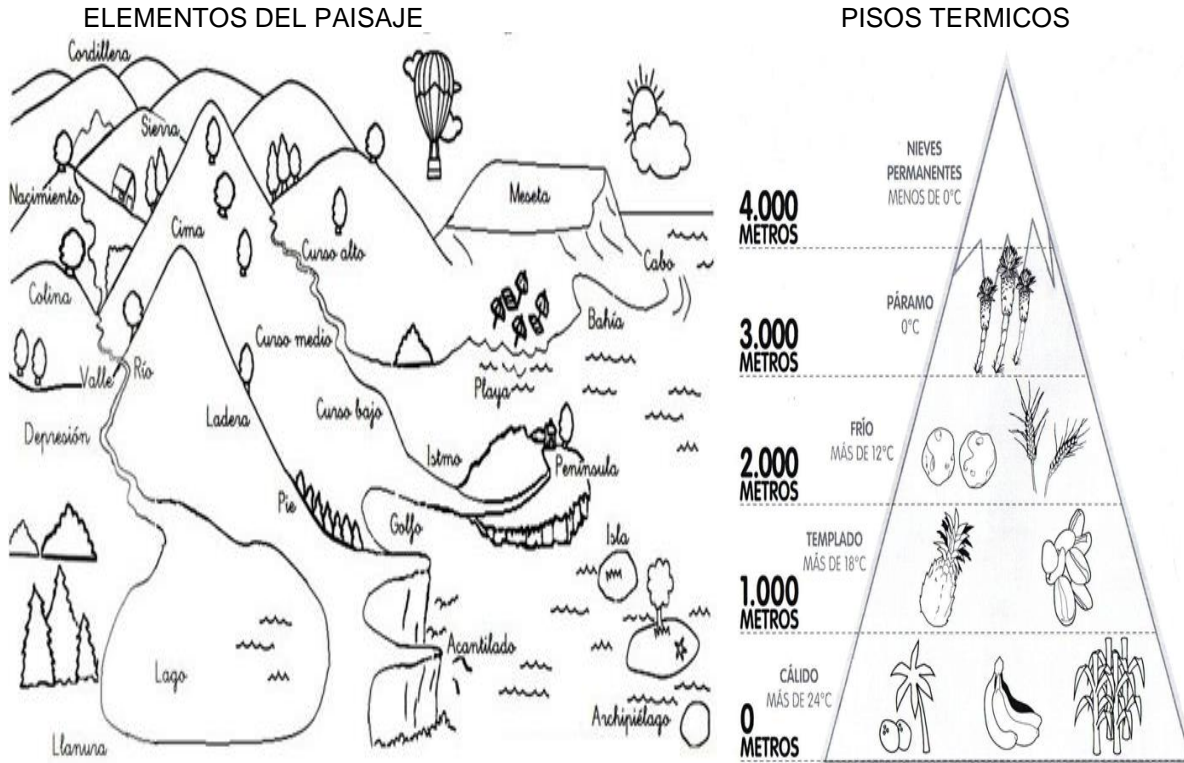 ELEMENTOS DEL PAISAJE
Cordillera
Sierra
Nacimiento
Cima
Curso alto
Meseta
Cabo
Colina
Bahía
Curso medio
Valle
Río
Playa
Ladera
Curso bajo
Depresión
Istmo
Península
Pie
Golfo
Isla
Acantilado
Lago
Archipiélago
Llanura
PISOS TERMICOS
NIEVES
PERMANENTES
MENOS DE 0°C
4.000
METROS
PÁRAMO
0°C
3.000
METROS
FRÍO
MÁS DE 12°C
2.000
METROS
TEMPLADO
MÁS DE 18°C
1.000
METROS
CÁLIDO
MÁS DE 24°C
0
METROS